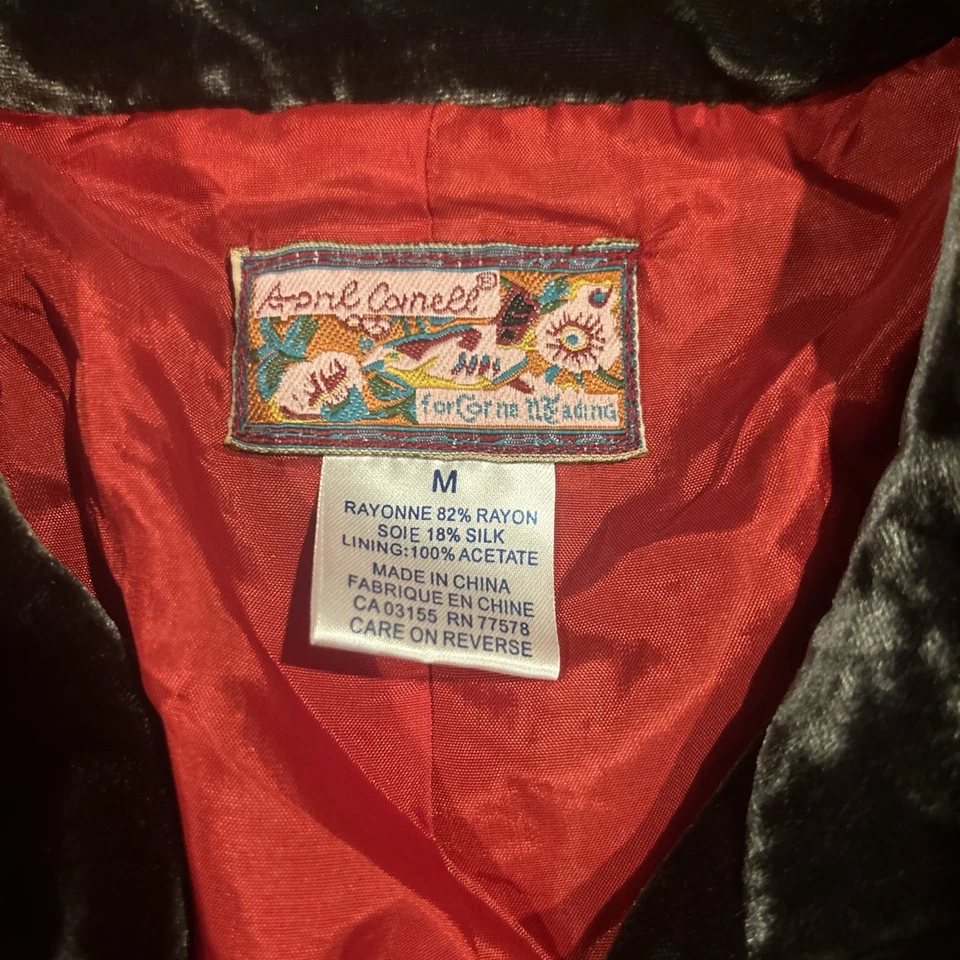 April Cornell®
for Cornell Trading
M
RAYONNE 82% RAYON
SOIE 18% SILK
LINING:100% ACETATE
MADE IN CHINA
FABRIQUE EN CHINE
CA 03155 RN 77578
CARE ON REVERSE